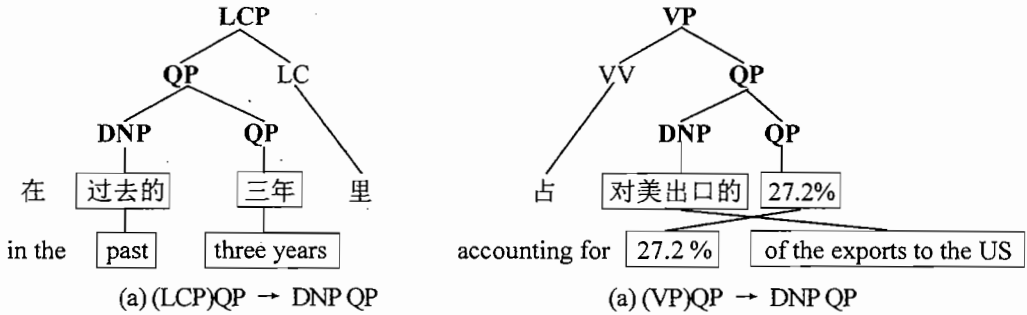 LCP VP
QP LC VV QP
DNP QP DNP QP
在 过去的 三年 里 占 对美出口的 27.2%
in the past three years accounting for 27.2 % of the exports to the US
(a) (LCP)QP → DNP QP (a) (VP)QP → DNP QP